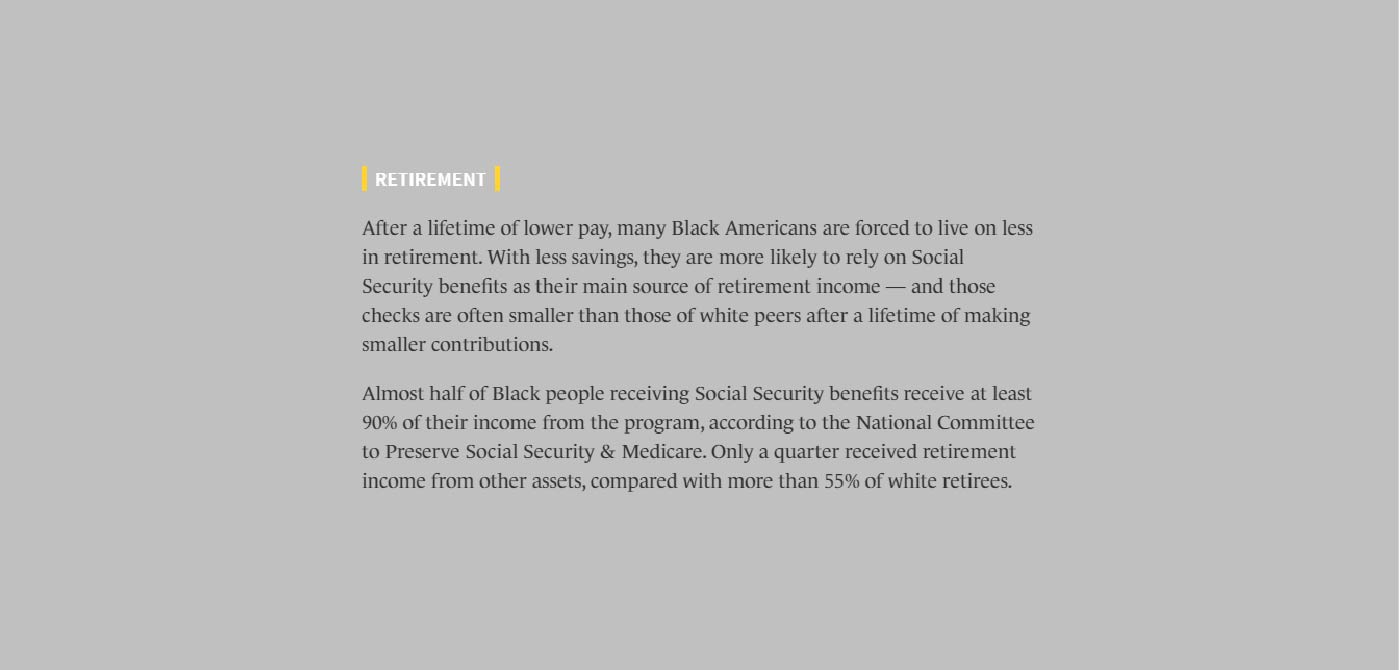 RETIREMENT
After a lifetime of lower pay, many Black Americans are forced to live on less
in retirement. With less savings, they are more likely to rely on Social
Security benefits as their main source of retirement income — and those
checks are often smaller than those of white peers after a lifetime of making
smaller contributions.
Almost half of Black people receiving Social Security benefits receive at least
90% of their income from the program, according to the National Committee
to Preserve Social Security & Medicare. Only a quarter received retirement
income from other assets, compared with more than 55% of white retirees.